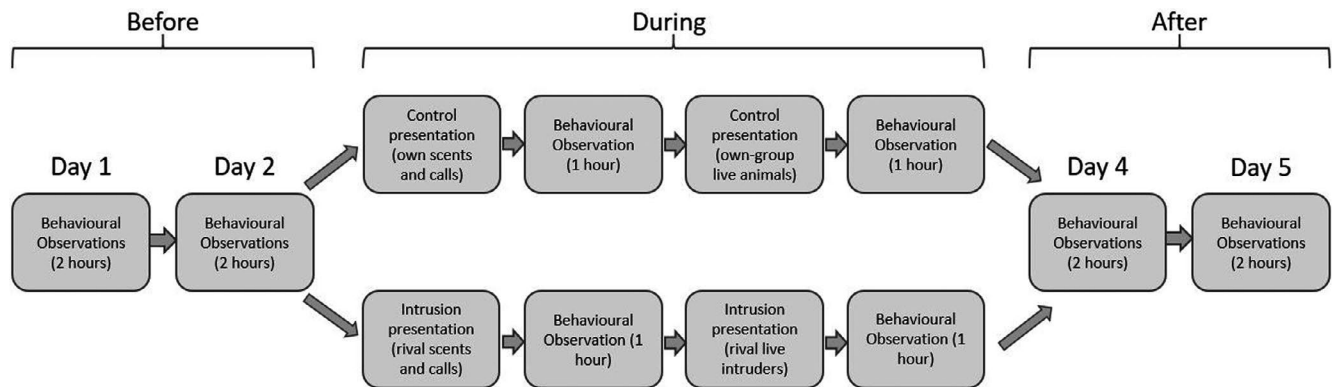 Before
During
After
Day 1
Day 2
Behavioural
Observations
(2 hours)
Behavioural
Observations
(2 hours)
Control
presentation
(own scents
and calls)
Behavioural
Observation
(1 hour)
Control
presentation
(own-group
live animals)
Behavioural
Observation
(1 hour)
Intrusion
presentation
(rival scents
and calls)
Behavioural
Observation (1
hour)
Intrusion
presentation
(rival live
intruders)
Behavioural
Observation (1
hour)
Day 4
Day 5
Behavioural
Observations
(2 hours)
Behavioural
Observations
(2 hours)